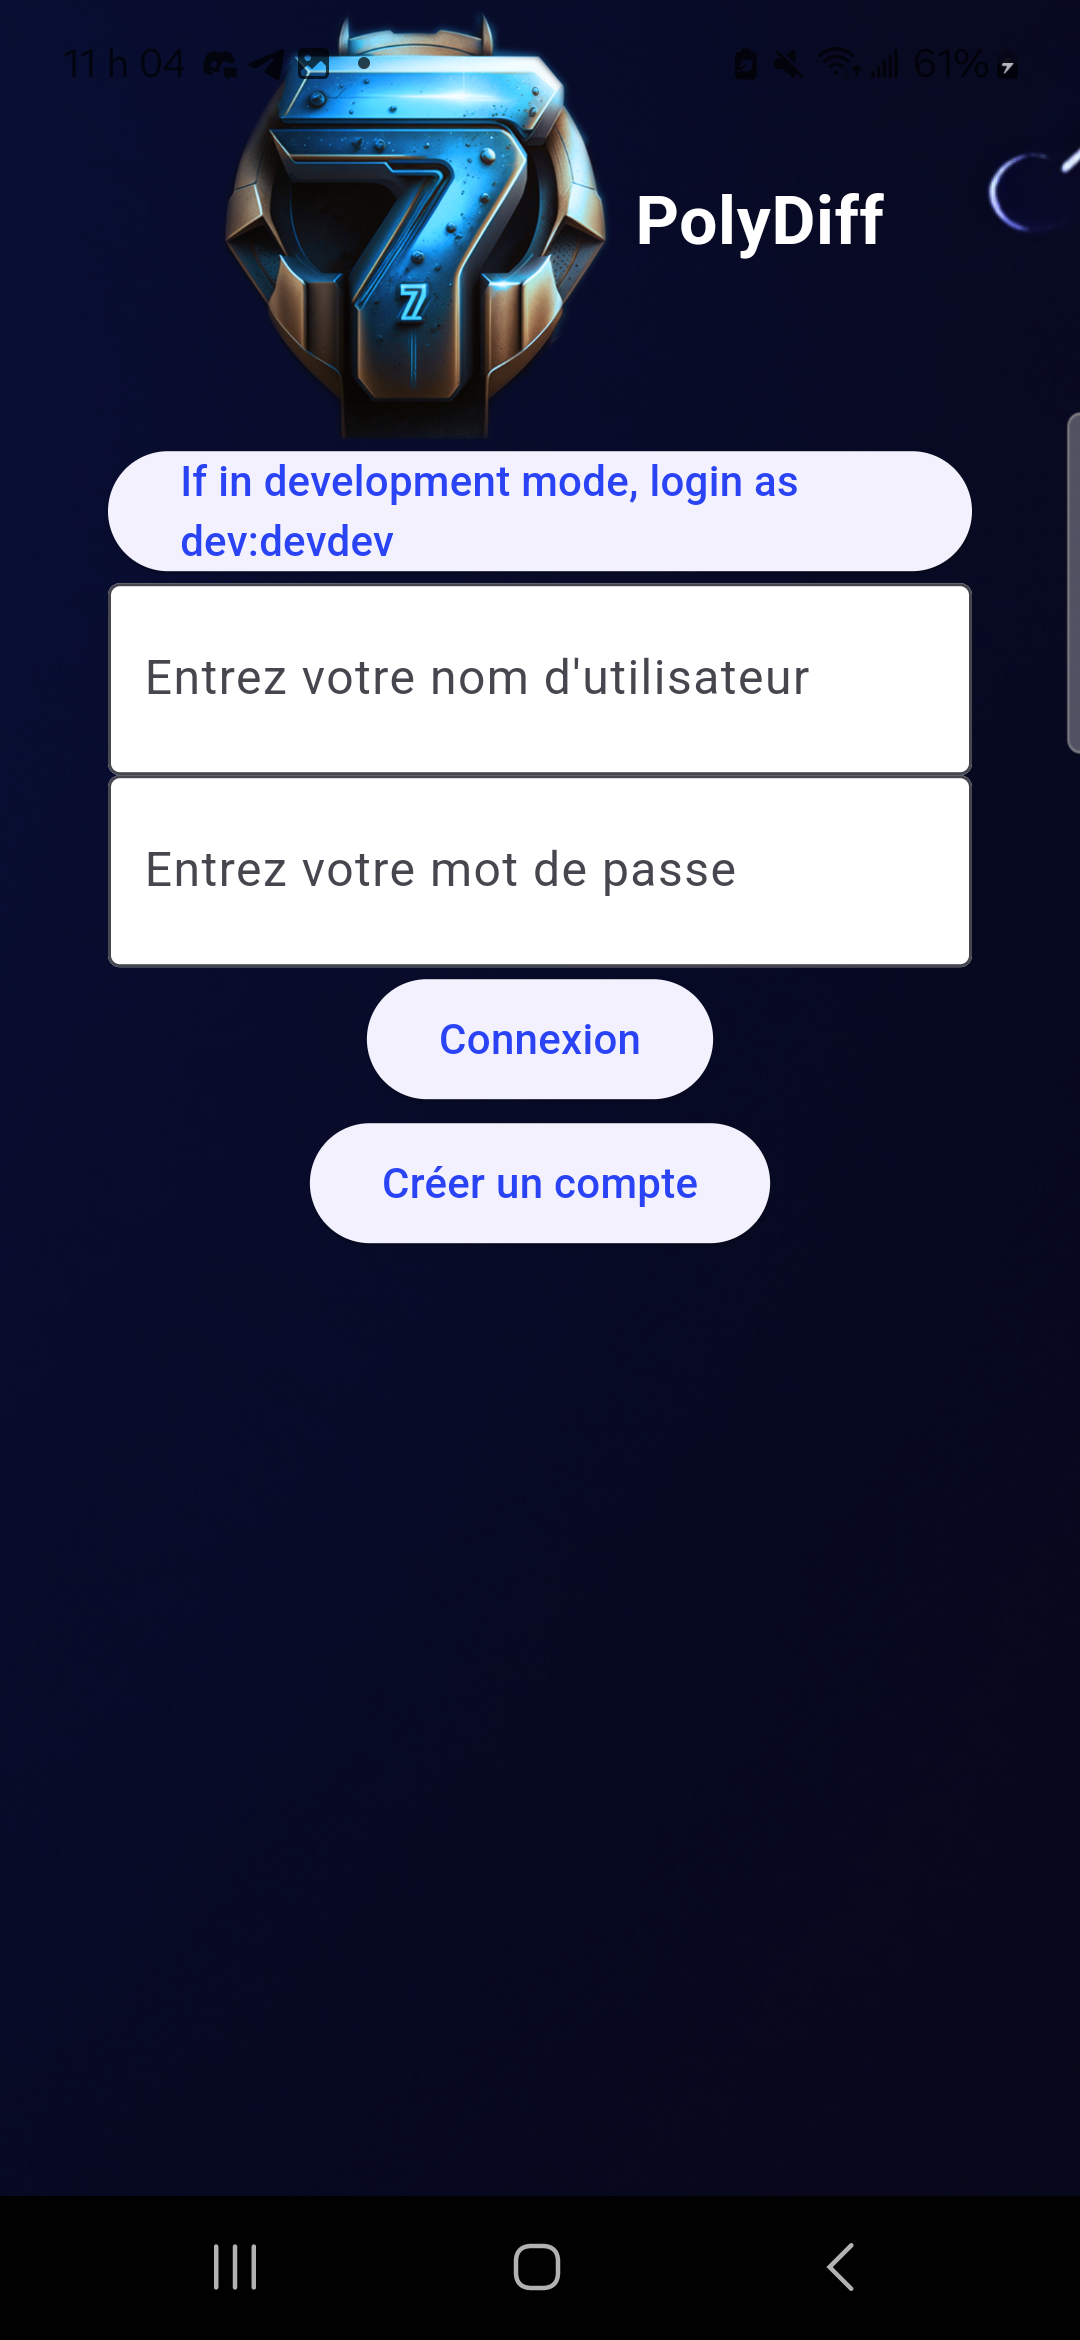 11 h 04
61%
7
7
PolyDiff
If in development mode, login as
dev:devdev
Entrez votre nom d'utilisateur
Entrez votre mot de passe
Connexion
Créer un compte